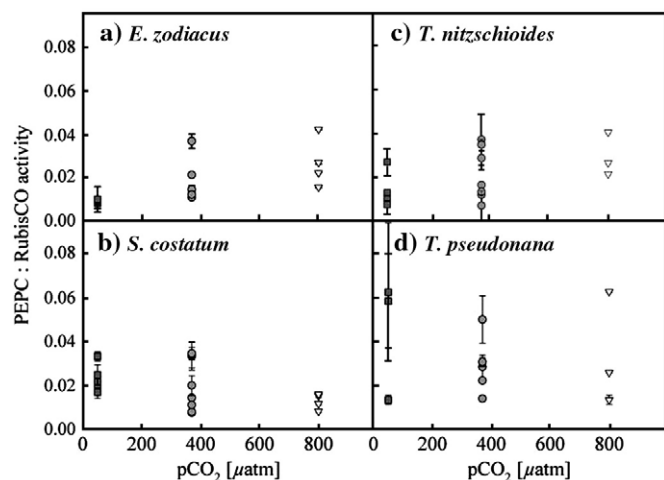 a) E. zodiacus
c) T. nitzschioides
0.08
0.06
0.04
0.02
0.00
b) S. costatum
d) T. pseudonana
0.08
0.06
0.04
0.02
0.00
PEPC : RubisCO activity
0 200 400 600 800
0 200 400 600 800
pCO₂ [µatm]
pCO₂ [µatm]